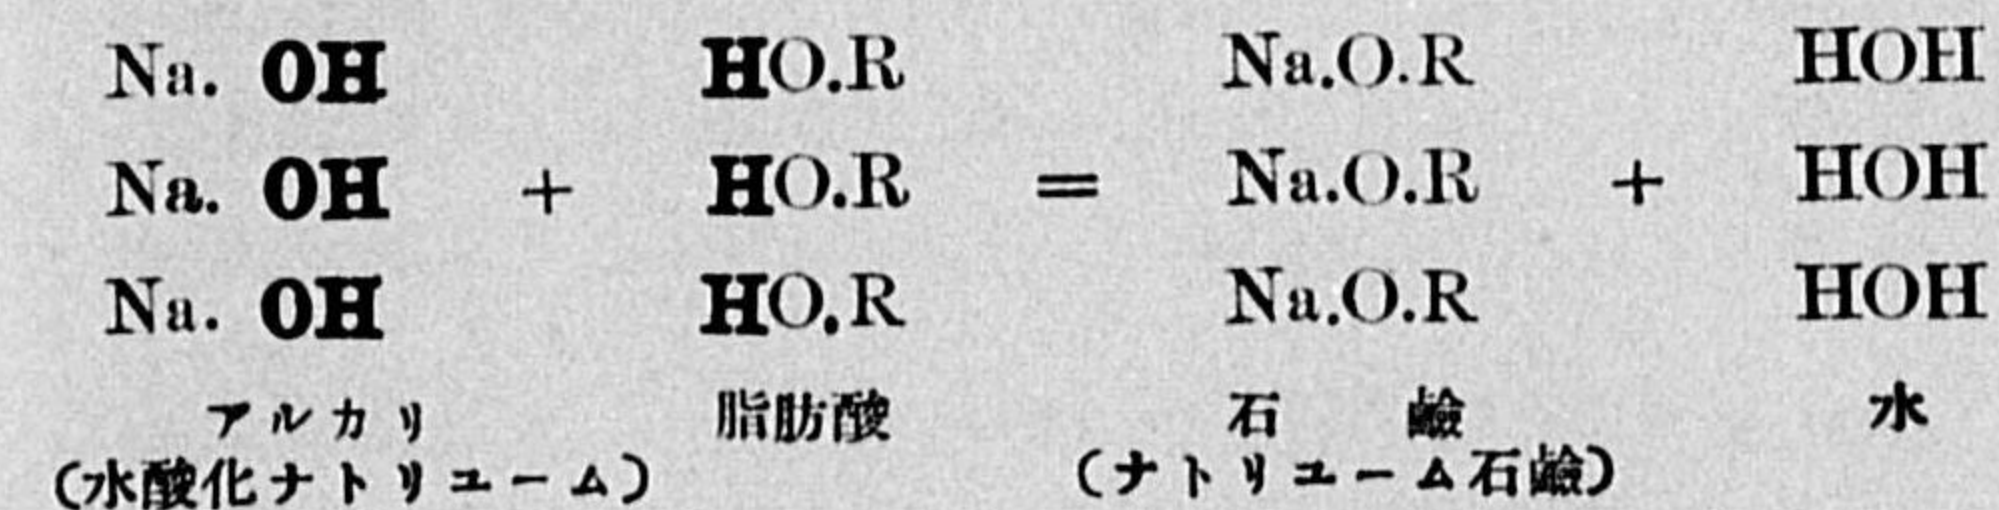 Na. OH HO.R Na.O.R HOH
Na. OH + HO.R = Na.O.R + HOH
Na. OH HO.R Na.O.R HOH
アルカリ 脂肪酸 石鹼 水
(水酸化ナトリユーム) (ナトリユーム石鹼)